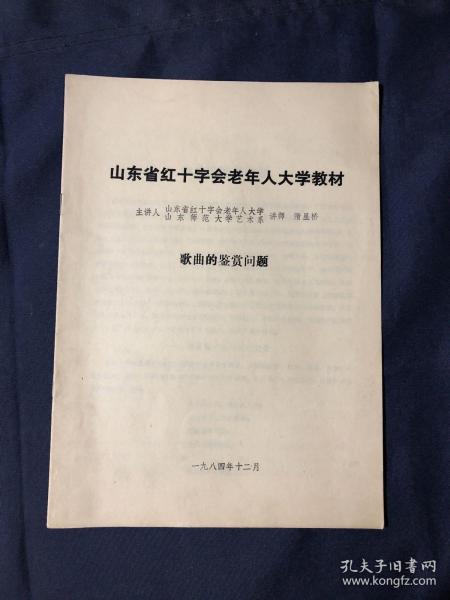 山东省红十字会老年人大学教材
主讲人 山东省红十字会老年人大学
山东师范大学艺术系 讲师 隋星桥
歌曲的鉴赏问题
一九八四年十二月
孔夫子旧书网
www.kongfz.com